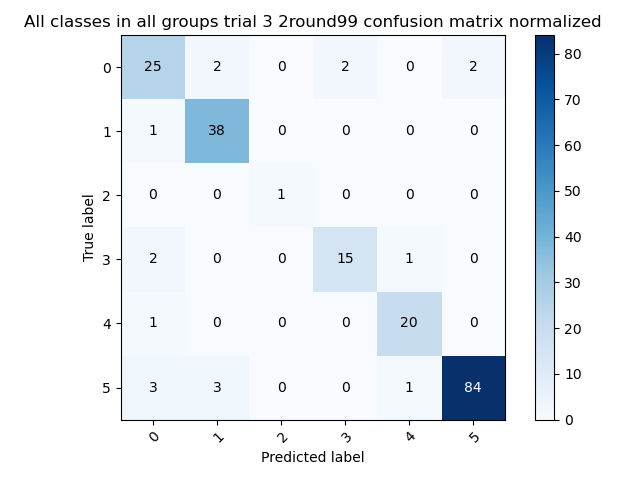 All classes in all groups trial 3 2round99 confusion matrix normalized
0 25 2 0 2 0 2
1 1 38 0 0 0 0
2 0 0 1 0 0 0
3 2 0 0 15 1 0
4 1 0 0 0 20 0
5 3 3 0 0 1 84
0 1 2 3 4 5
True label
Predicted label
80
70
60
50
40
30
20
10
0